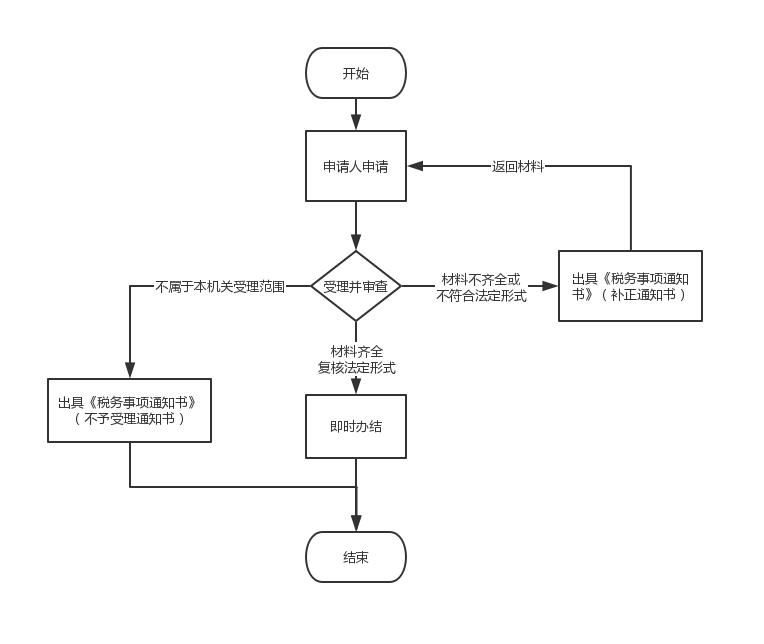 开始
申请人申请
返回材料
不属于本机关受理范围
受理并审查
材料不齐全或
不符合法定形式
出具《税务事项通知
书》（补正通知书）
材料齐全
复核法定形式
出具《税务事项通知书》
（不予受理通知书）
即时办结
结束